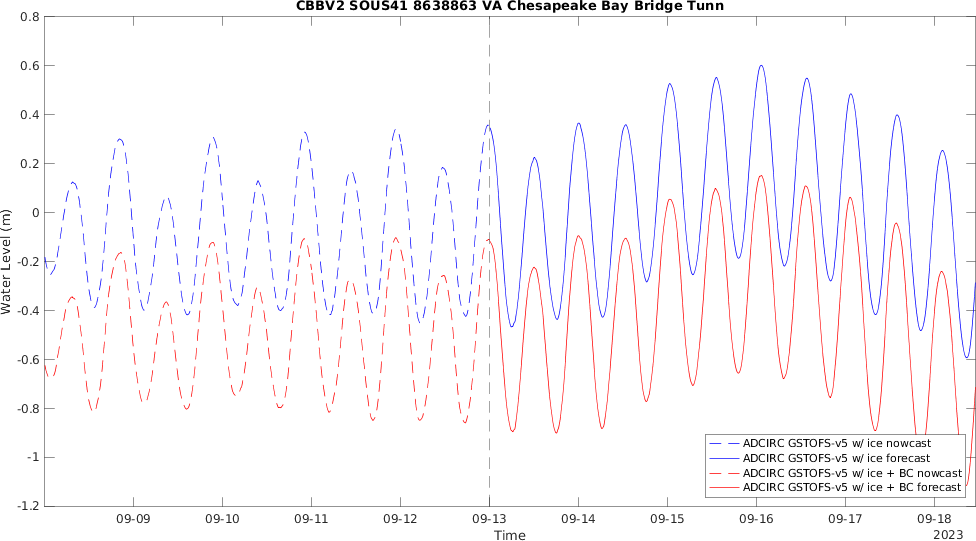 CBBV2 SOUS41 8638863 VA Chesapeake Bay Bridge Tunn
0.8
0.6
0.4
0.2
0
-0.2
-0.4
-0.6
-0.8
-1
-1.2
Water Level (m)
ADCIRC GSTOFS-v5 w/ ice nowcast
ADCIRC GSTOFS-v5 w/ ice forecast
ADCIRC GSTOFS-v5 w/ ice + BC nowcast
ADCIRC GSTOFS-v5 w/ ice + BC forecast
09-09 09-10 09-11 09-12 09-13 09-14 09-15 09-16 09-17 09-18
Time 2023